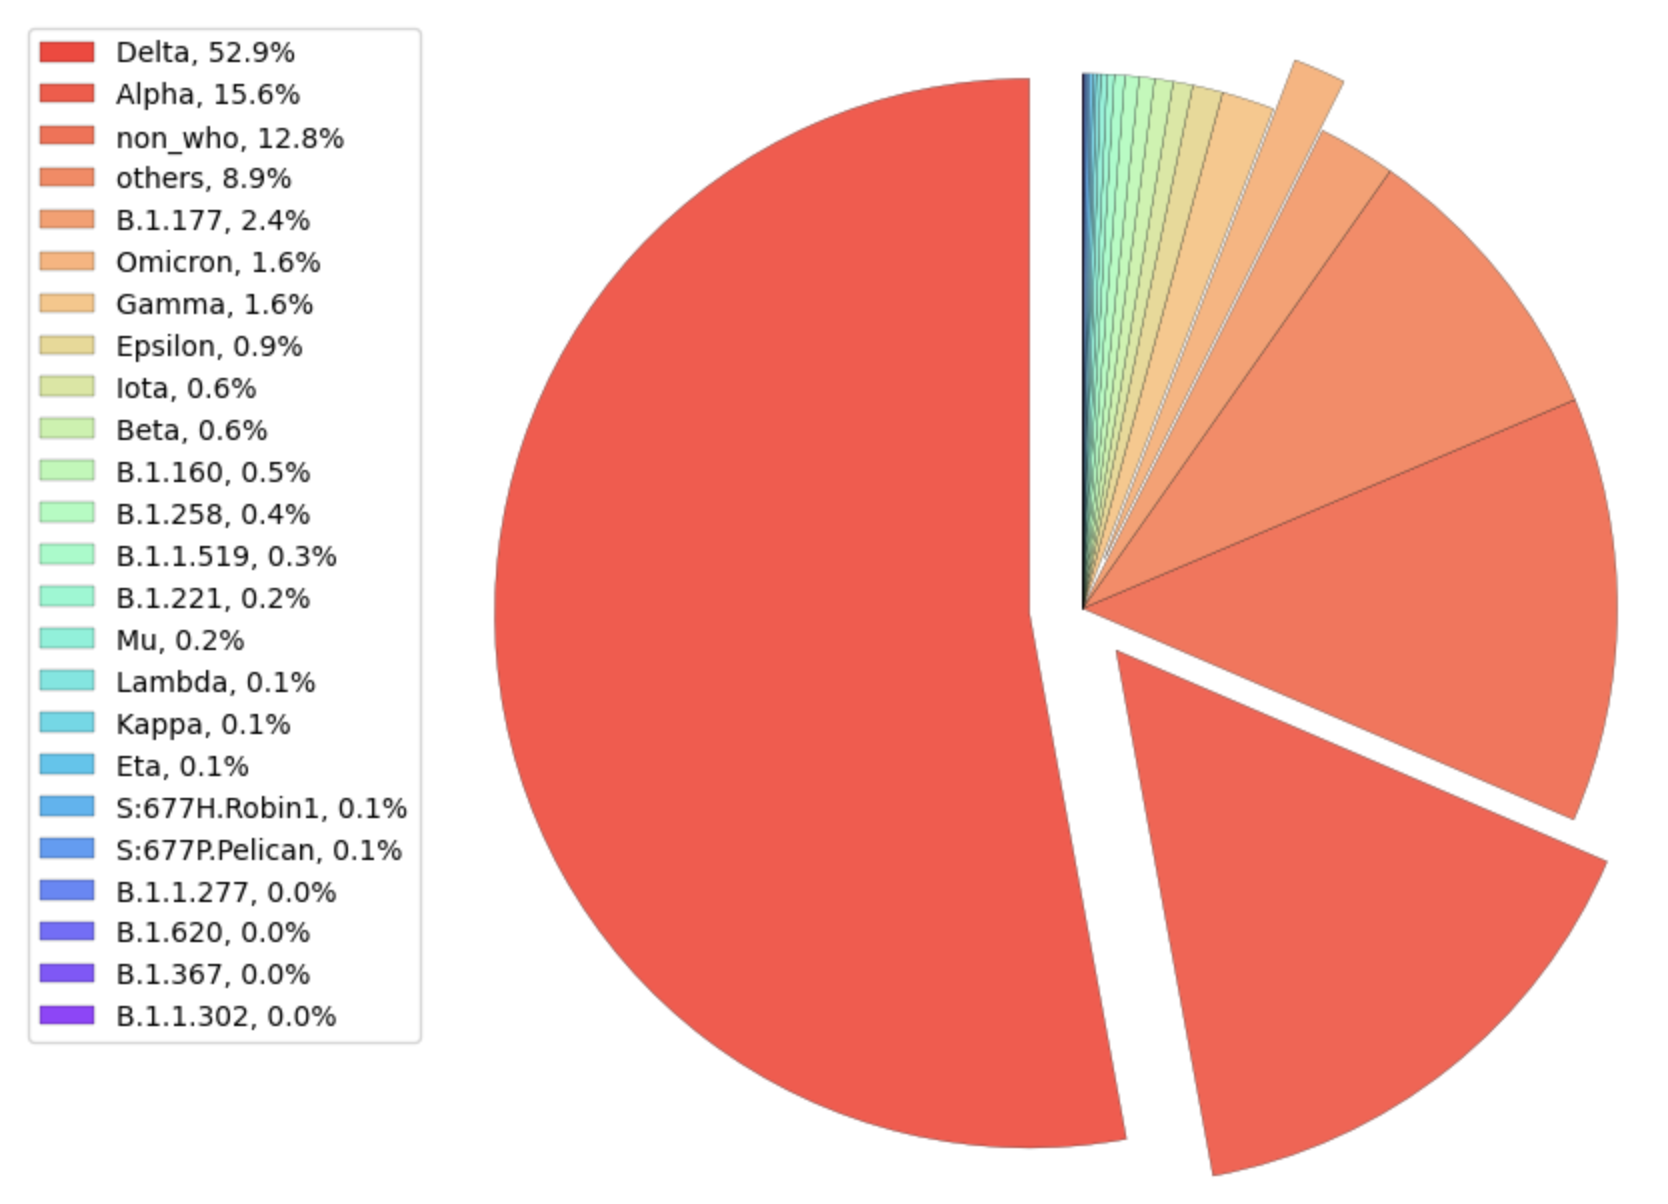 Delta, 52.9%
Alpha, 15.6%
non_who, 12.8%
others, 8.9%
B.1.177, 2.4%
Omicron, 1.6%
Gamma, 1.6%
Epsilon, 0.9%
Iota, 0.6%
Beta, 0.6%
B.1.160, 0.5%
B.1.258, 0.4%
B.1.1.519, 0.3%
B.1.221, 0.2%
Mu, 0.2%
Lambda, 0.1%
Kappa, 0.1%
Eta, 0.1%
S:677H.Robin1, 0.1%
S:677P.Pelican, 0.1%
B.1.1.277, 0.0%
B.1.620, 0.0%
B.1.367, 0.0%
B.1.1.302, 0.0%